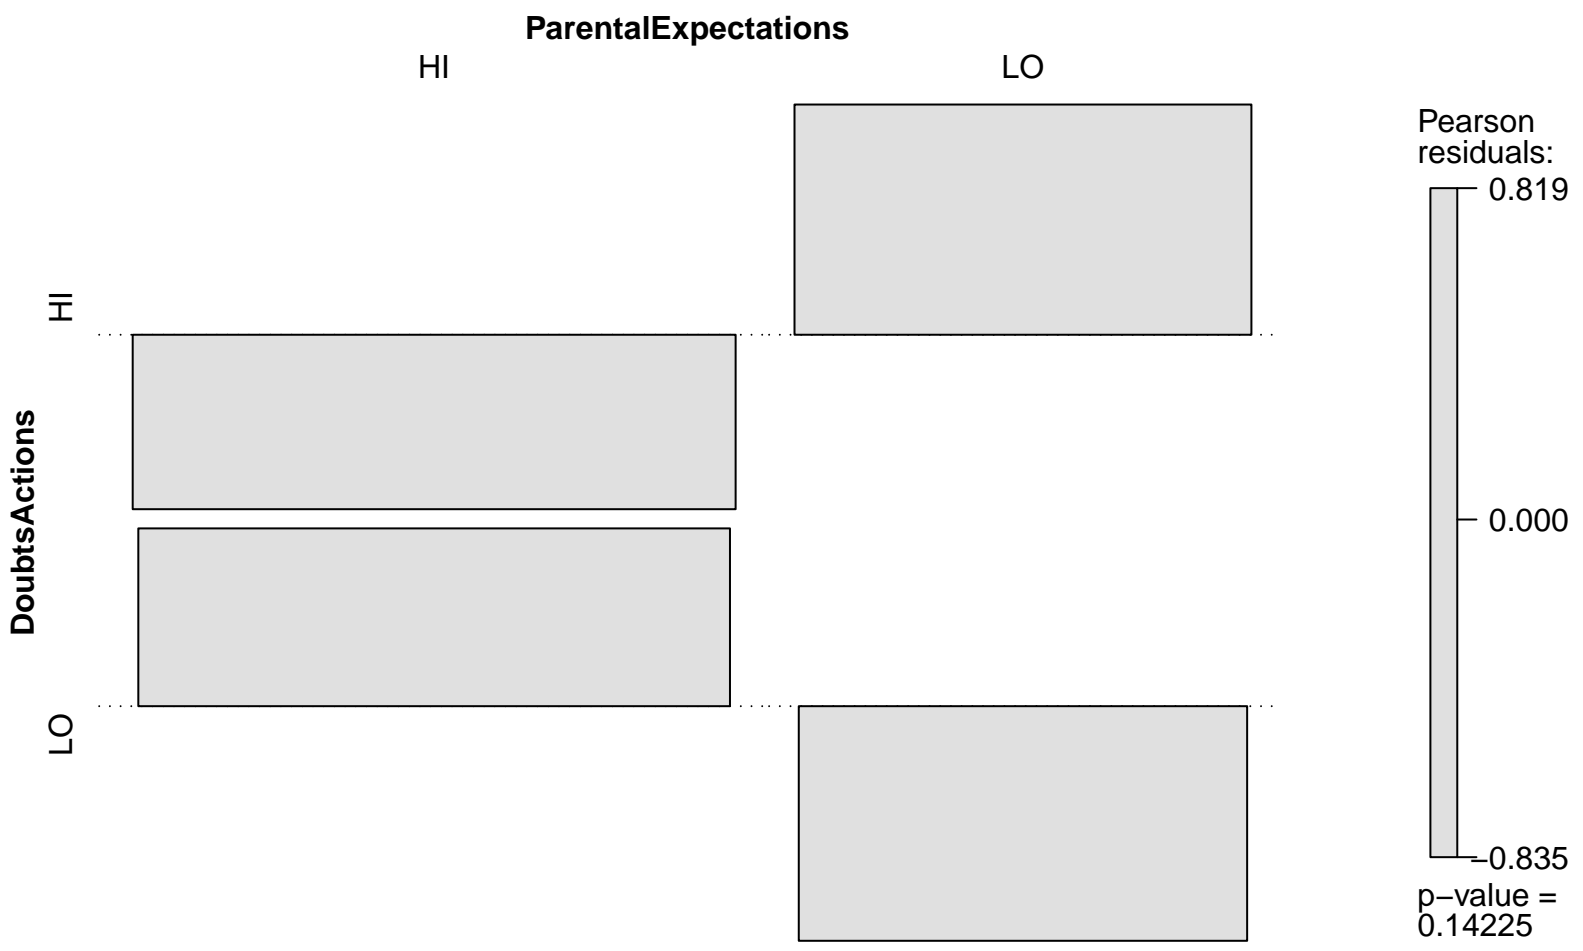 ParentalExpectations
HI
LO
DoubtsActions
HI
LO
Pearson
residuals:
0.819
0.000
−0.835
p−value =
0.14225